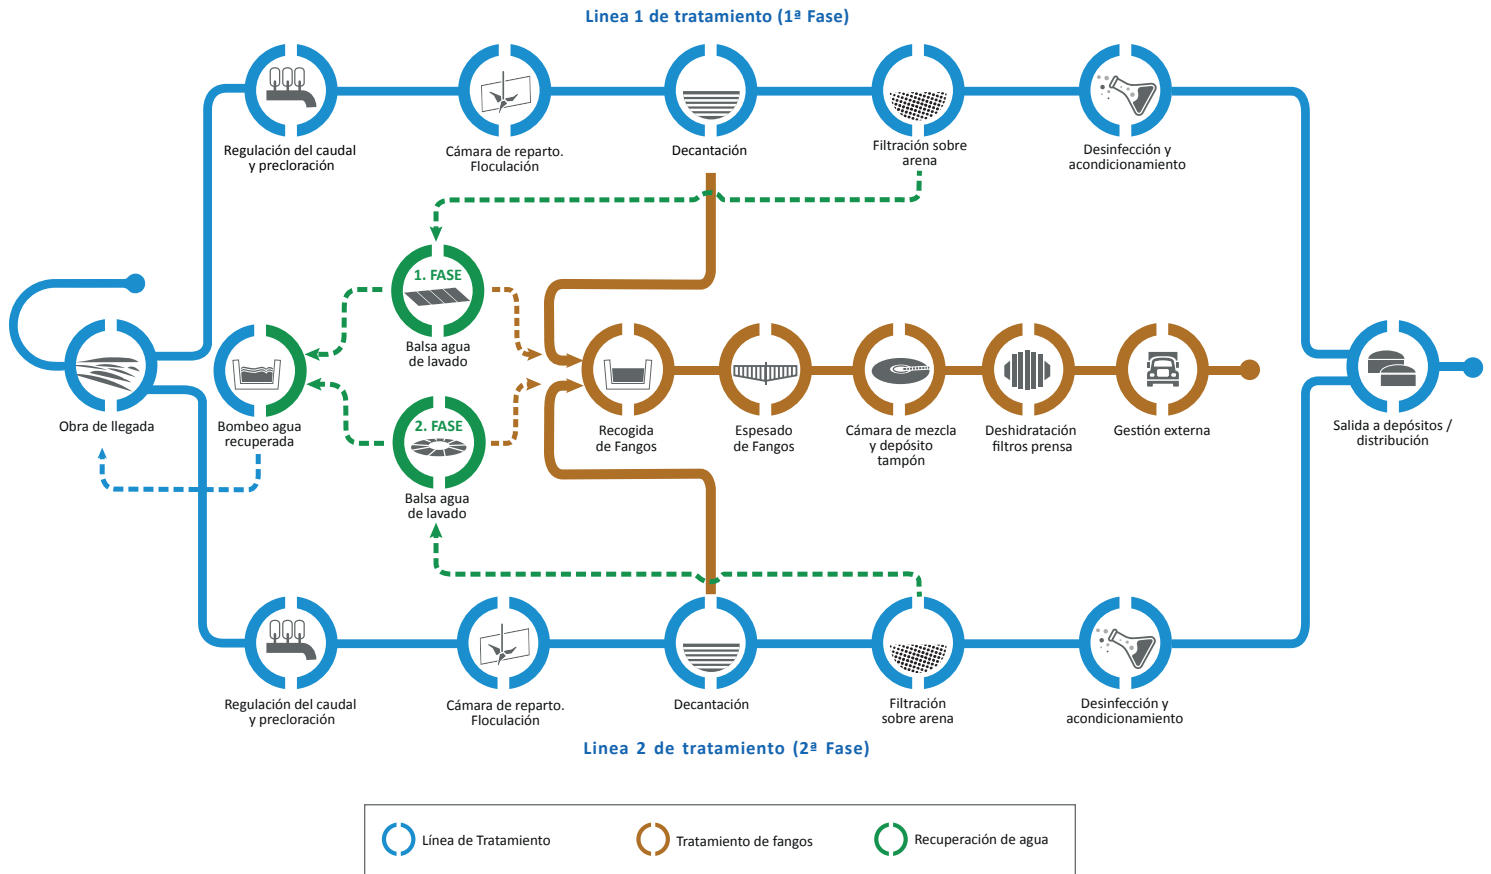 Linea 1 de tratamiento (1ª Fase)
Regulación del caudal
y precloración
Cámara de reparto.
Floculación
Decantación
Filtración sobre
arena
Desinfección y
acondicionamiento
1. FASE
Balsa agua
de lavado
Obra de llegada
Bombeo agua
recuperada
2. FASE
Balsa agua
de lavado
Recogida
de Fangos
Espesado
de Fangos
Cámara de mezcla
y depósito
tampón
Deshidratación
filtros prensa
Gestión externa
Salida a depósitos /
distribución
Regulación del caudal
y precloración
Cámara de reparto.
Floculación
Decantación
Filtración
sobre arena
Desinfección y
acondicionamiento
Linea 2 de tratamiento (2ª Fase)
Línea de Tratamiento
Tratamiento de fangos
Recuperación de agua